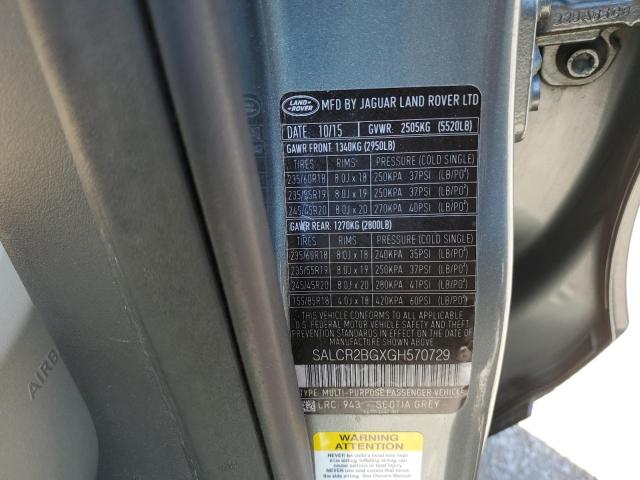 LAND-ROVER
MFD BY JAGUAR LAND ROVER LTD
DATE 10/15 GVWR. 2505KG (5520LB)
GAWR FRONT: 1340KG (2950LB)
TIRES RIMS PRESSURE (COLD SINGLE)
235/60R18 8.0J x 18 250KPA 37PSI (LB/PO²)
235/55R19 8.0J x 19 250KPA 37PSI (LB/PO²)
245/45R20 8.0J x 20 270KPA 40PSI (LB/PO²)
GAWR REAR: 1270KG (2800LB)
TIRES RIMS PRESSURE (COLD SINGLE)
235/60R18 8.0J x 18 240KPA 35PSI (LB/PO²)
235/55R19 8.0J x 19 250KPA 37PSI (LB/PO²)
245/45R20 8.0J x 20 280KPA 41PSI (LB/PO²)
155/85R18 4.0J x 18 420KPA 60PSI (LB/PO²)
THIS VEHICLE CONFORMS TO ALL APPLICABLE
U.S. FEDERAL MOTOR VEHICLE SAFETY STANDARDS
IN EFFECT ON THE DATE OF MANUFACTURE SHOWN ABOVE
SALCR2BGXGH570729
TYPE: MULTI-PURPOSE PASSENGER VEHICLE
LRC 943 - SCOTIA GREY
AIRB
WARNING
ATTENTION
NEVER